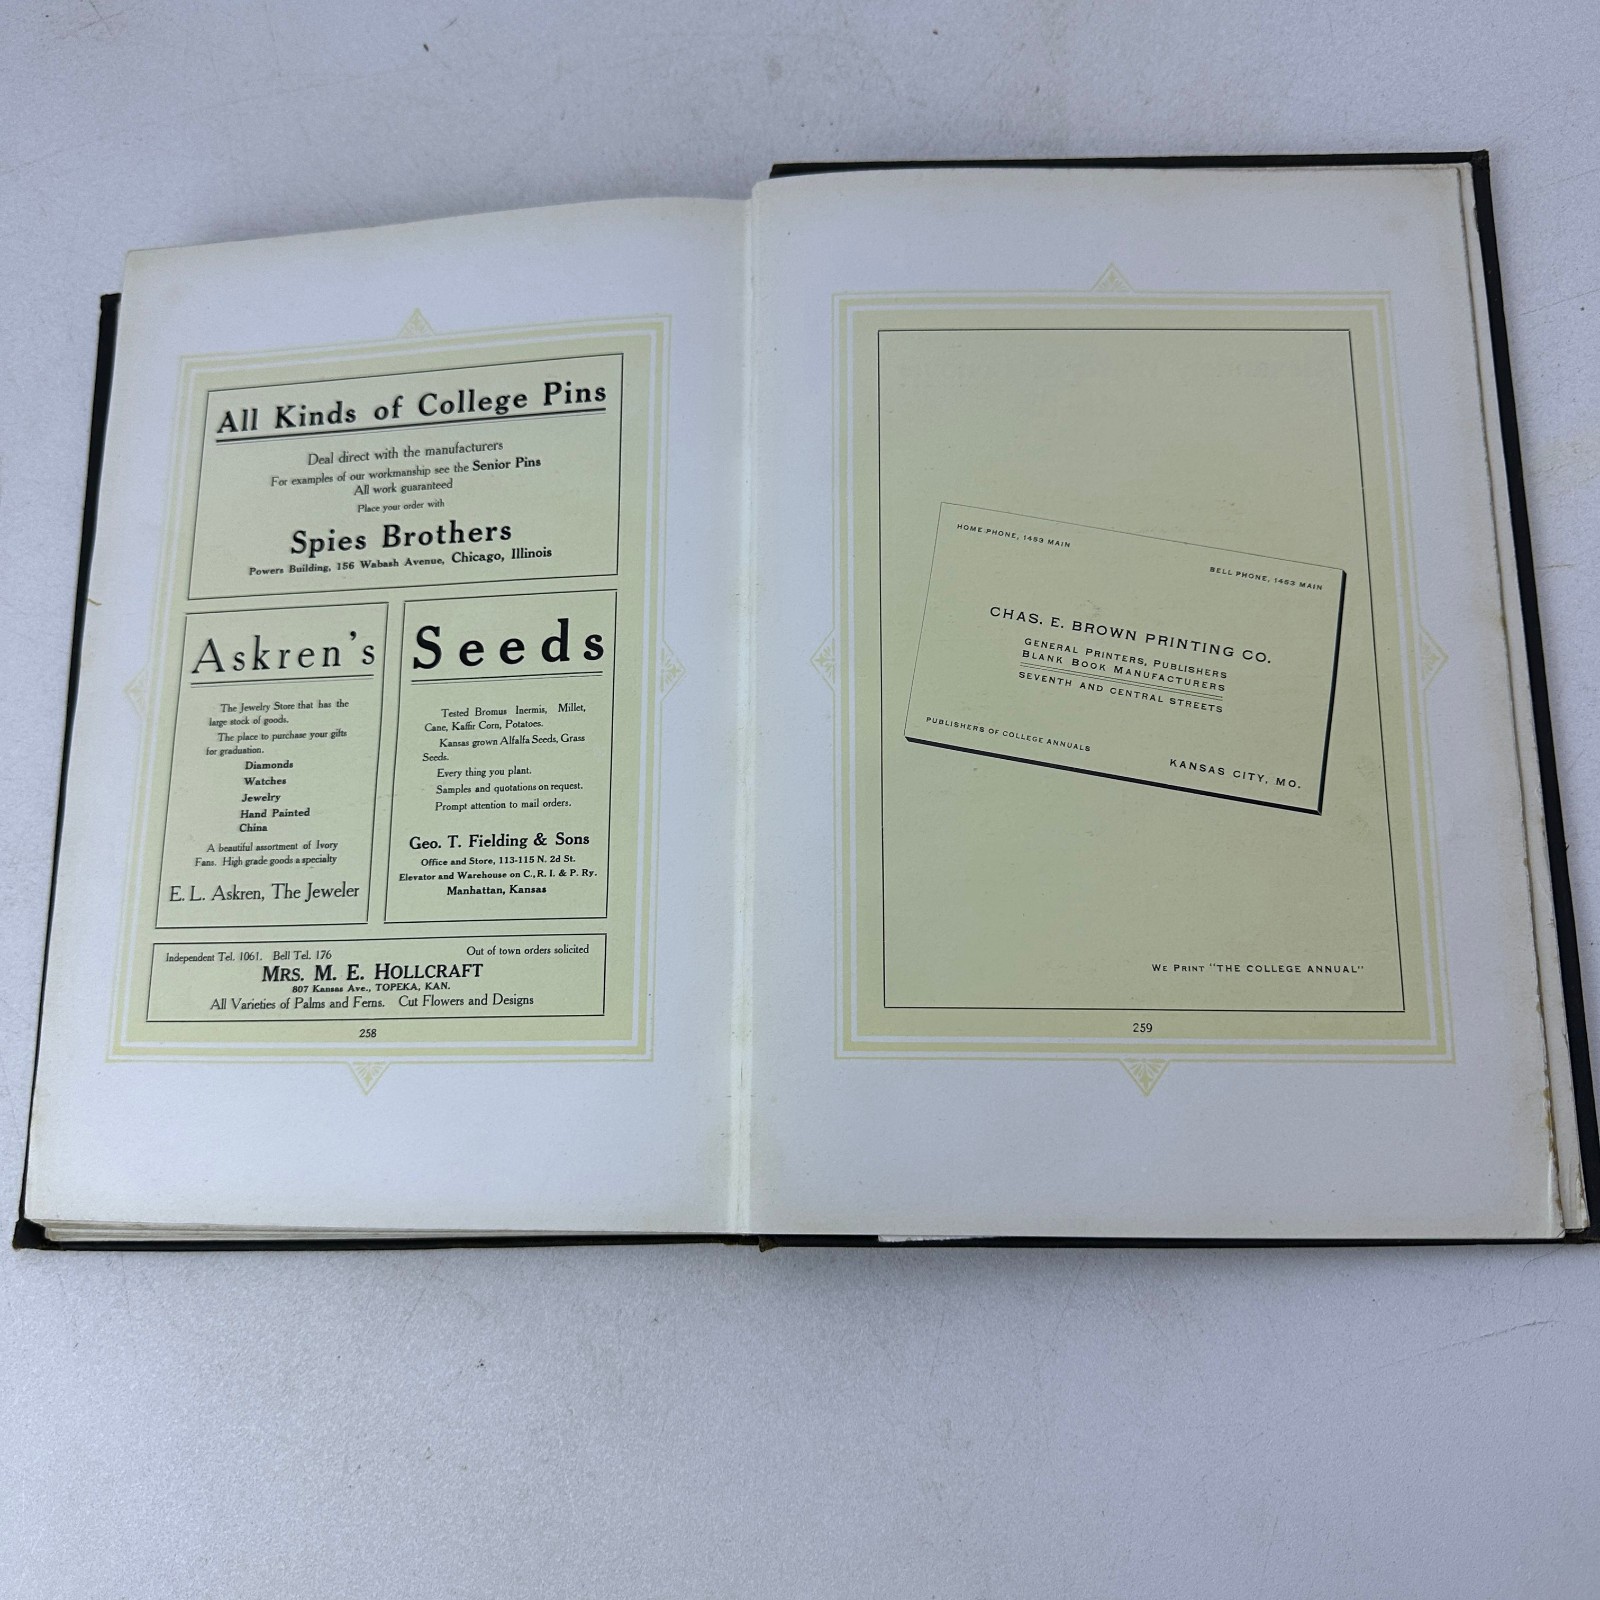 All Kinds of College Pins
Deal direct with the manufacturers
For examples of our workmanship see the Senior Pins
All work guaranteed
Place your order with
Spies Brothers
Powers Building, 156 Wabash Avenue, Chicago, Illinois
Askren's
The Jewelry Store that has the
large stock of goods.
The place to purchase your gifts
for graduation.
Diamonds
Watches
Jewelry
Hand Painted
China
A beautiful assortment of Ivory
Fans. High grade goods a specialty
E. L. Askren, The Jeweler
Seeds
Tested Bromus Inermis, Millet,
Cane, Kaffir Corn, Potatoes.
Kansas grown Alfalfa Seeds, Grass
Seeds.
Every thing you plant.
Samples and quotations on request.
Prompt attention to mail orders.
Geo. T. Fielding & Sons
Office and Store, 113-115 N. 2d St.
Elevator and Warehouse on C., R. I. & P. Ry.
Manhattan, Kansas
Independent Tel. 1061. Bell Tel. 176 Out of town orders solicited
MRS. M. E. HOLLCRAFT
807 Kansas Ave., TOPEKA, KAN.
All Varieties of Palms and Ferns. Cut Flowers and Designs
258
HOME PHONE, 1453 MAIN
BELL PHONE, 1453 MAIN
CHAS. E. BROWN PRINTING CO.
GENERAL PRINTERS, PUBLISHERS
BLANK BOOK MANUFACTURERS
SEVENTH AND CENTRAL STREETS
PUBLISHERS OF COLLEGE ANNUALS
KANSAS CITY, MO.
WE PRINT "THE COLLEGE ANNUAL"
259